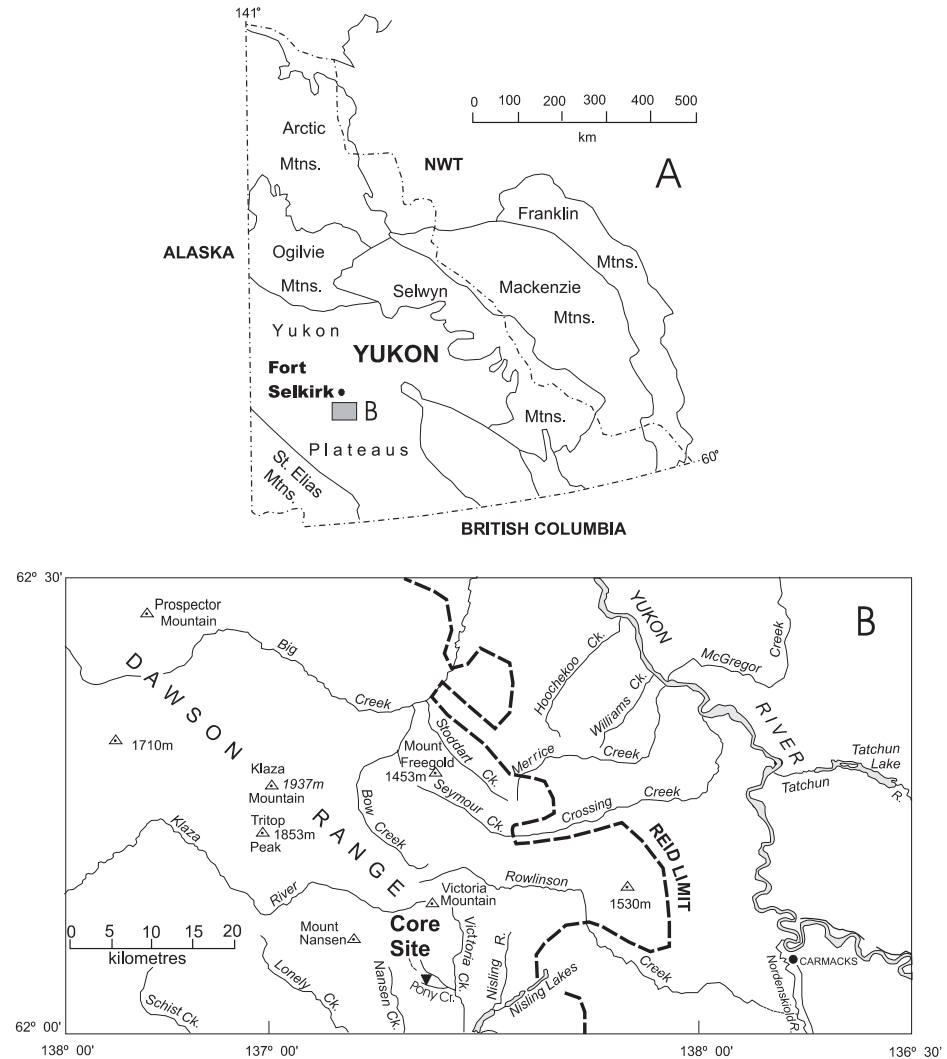 141°
0 100 200 300 400 500
km
A
Arctic
Mtns.
NWT
Franklin
Mtns.
ALASKA
Ogilvie
Mtns.
Selwyn
Mackenzie
Mtns.
Yukon
YUKON
Fort
Selkirk
B
Mtns.
Plateaus
St. Elias
Mtns.
60°
BRITISH COLUMBIA
62° 30'
B
Prospector
Mountain
DAWSON RANGE
Big
Creek
1710m
Klaza
1937m
Mountain
Tritop
1853m
Peak
Klaza
River
Mount
Freegold
1453m
Stoddart
Ck.
Seymour
Ck.
Bow
Creek
Hoochekoo Ck.
Williams Ck.
Merrice
Creek
Crossing
Creek
YUKON
RIVER
McGregor
Creek
Tatchun
Lake
Tatchun
R.
REID LIMIT
1530m
Rowlinson
Creek
Victoria
Mountain
Core
Site
Mount
Nansen
Victoria Ck.
Nisling R.
Nisling Lakes
Pony Cr.
Nansen Ck.
Lonely
Ck.
Schist Ck.
CARMACKS
Nordenskiold
R.
0 5 10 15 20
kilometres
62° 00'
138° 00'
137° 00'
138° 00'
136° 30'